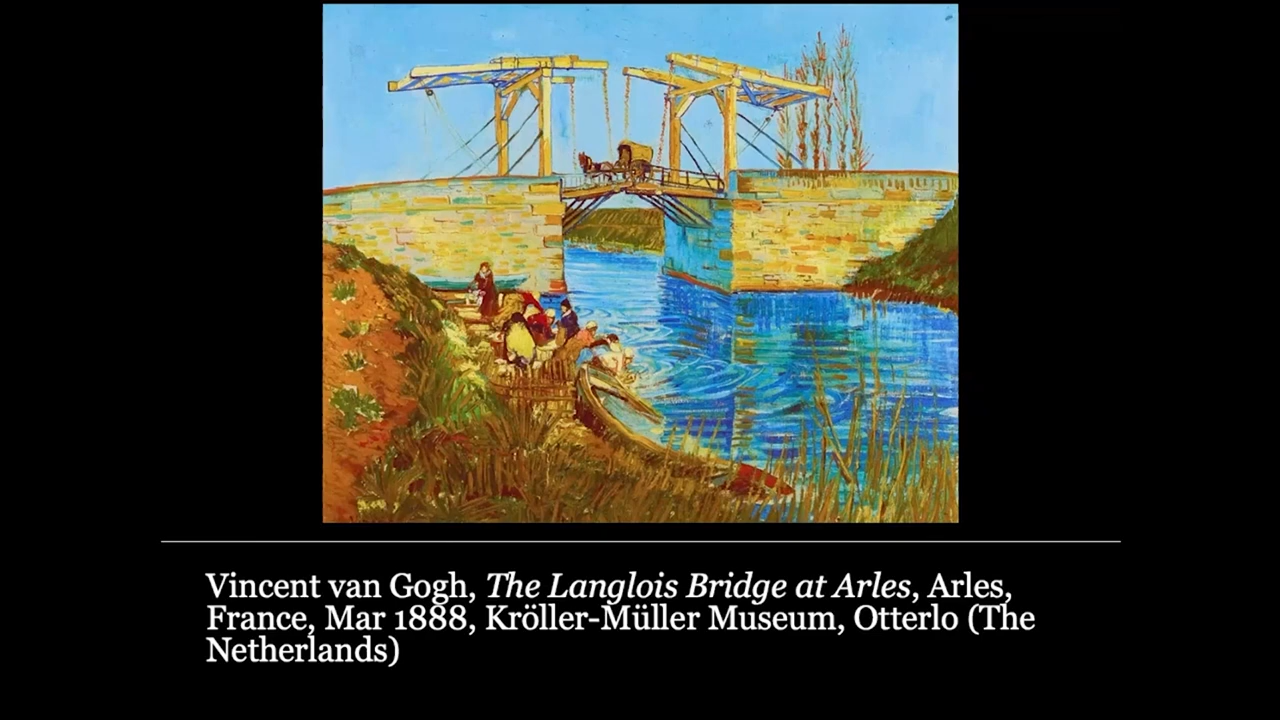 Vincent van Gogh, The Langlois Bridge at Arles, Arles,
France, Mar 1888, Kröller-Müller Museum, Otterlo (The
Netherlands)